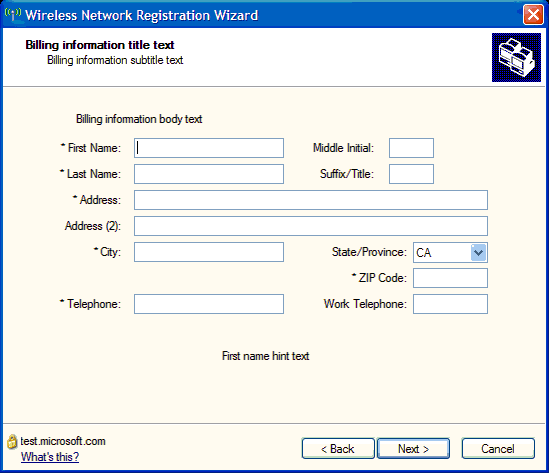 Wireless Network Registration Wizard
Billing information title text
Billing information subtitle text
Billing information body text
* First Name: Middle Initial:
* Last Name: Suffix/Title:
* Address:
Address (2):
* City: State/Province: CA
* ZIP Code:
* Telephone: Work Telephone:
First name hint text
test.microsoft.com
What's this?
< Back Next > Cancel